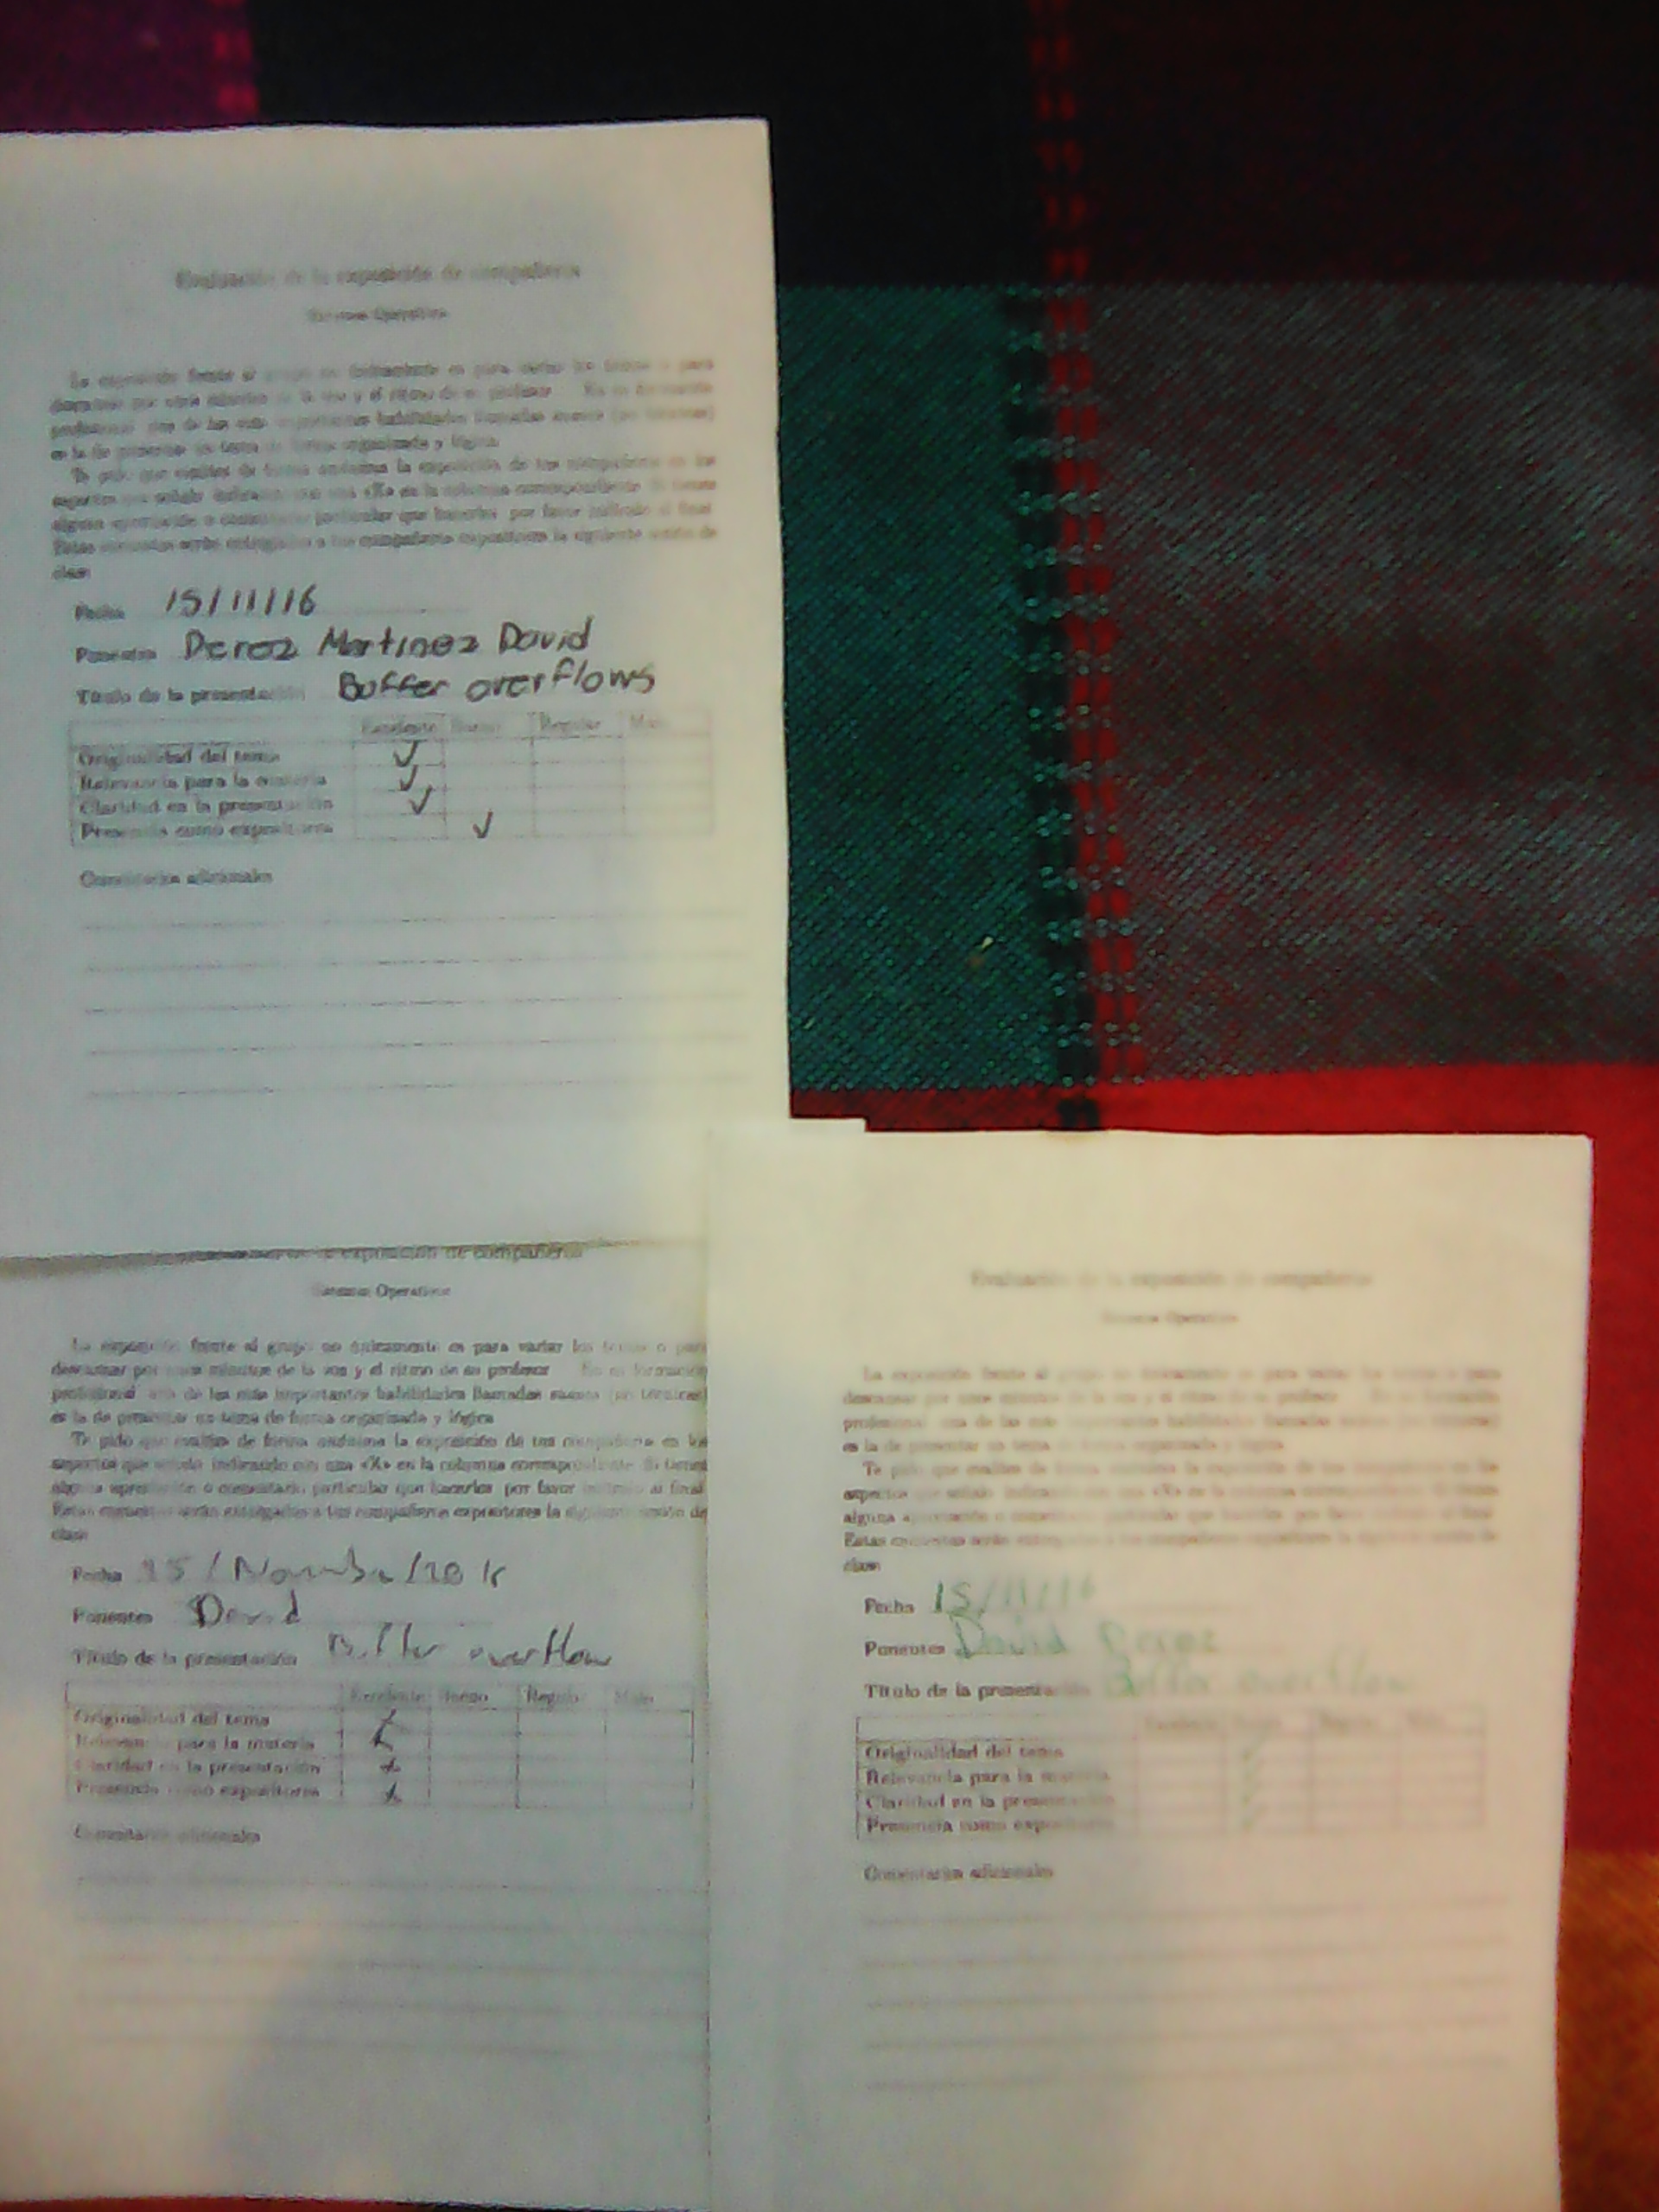 Evaluación de la exposición de compañeros
Sistemas Operativos
La exposición frente al grupo no únicamente es para variar los temas o para
descansar por unos minutos de la voz y el ritmo de su profesor En su formación
profesional una de las más importantes habilidades llamadas suaves (no técnicas)
es la de presentar un tema de forma organizada y lógica
Te pido que evalúes de forma anónima la exposición de tus compañeros en los
aspectos que señalo indicando con una «X» en la columna correspondiente Si tienes
alguna o comentario particular que hacerles por favor indícalo al final
Estas encuestas serán entregadas a tus compañeros expositores la siguiente sesión de
clase
Fecha 15/11/16
Ponentes Perez Martinez David
Título de la presentación Buffer overflows
Excelente Bueno Regular Malo
Originalidad del tema ✓
Relevancia para la materia ✓
Claridad en la presentación ✓
Presencia como expositores ✓
Comentarios adicionales
exposición de compañeros
Sistemas Operativos
La exposición frente al grupo no únicamente es para variar los temas o para
descansar por unos minutos de la voz y el ritmo de su profesor En su formación
profesional una de las más importantes habilidades llamadas suaves (no técnicas)
es la de presentar un tema de forma organizada y lógica
Te pido que evalúes de forma anónima la exposición de tus compañeros en los
aspectos que señalo indicando con una «X» en la columna correspondiente Si tienes
alguna o comentario particular que hacerles por favor indícalo al final
Estas encuestas serán entregadas a tus compañeros expositores la siguiente sesión de
clase
Fecha 15/
Ponentes David
Título de la presentación Buffer overflow
Excelente Bueno Regular Malo
Originalidad del tema X
Relevancia para la materia X
Claridad en la presentación X
Presencia como expositores X
Comentarios adicionales
Evaluación de la exposición de compañeros
Sistemas Operativos
La exposición frente al grupo no únicamente es para variar los temas o para
descansar por unos minutos de la voz y el ritmo de su profesor En su formación
profesional una de las más importantes habilidades llamadas suaves (no técnicas)
es la de presentar un tema de forma organizada y lógica
Te pido que evalúes de forma anónima la exposición de tus compañeros en los
aspectos que señalo indicando con una «X» en la columna correspondiente Si tienes
alguna o comentario particular que hacerles por favor indícalo al final
Estas encuestas serán entregadas a tus compañeros expositores la siguiente sesión de
clase
Fecha 15/11/16
Ponentes David Perez
Título de la presentación Buffer overflow
Excelente Bueno Regular Malo
Originalidad del tema ✓
Relevancia para la materia ✓
Claridad en la presentación ✓
Presencia como expositores ✓
Comentarios adicionales